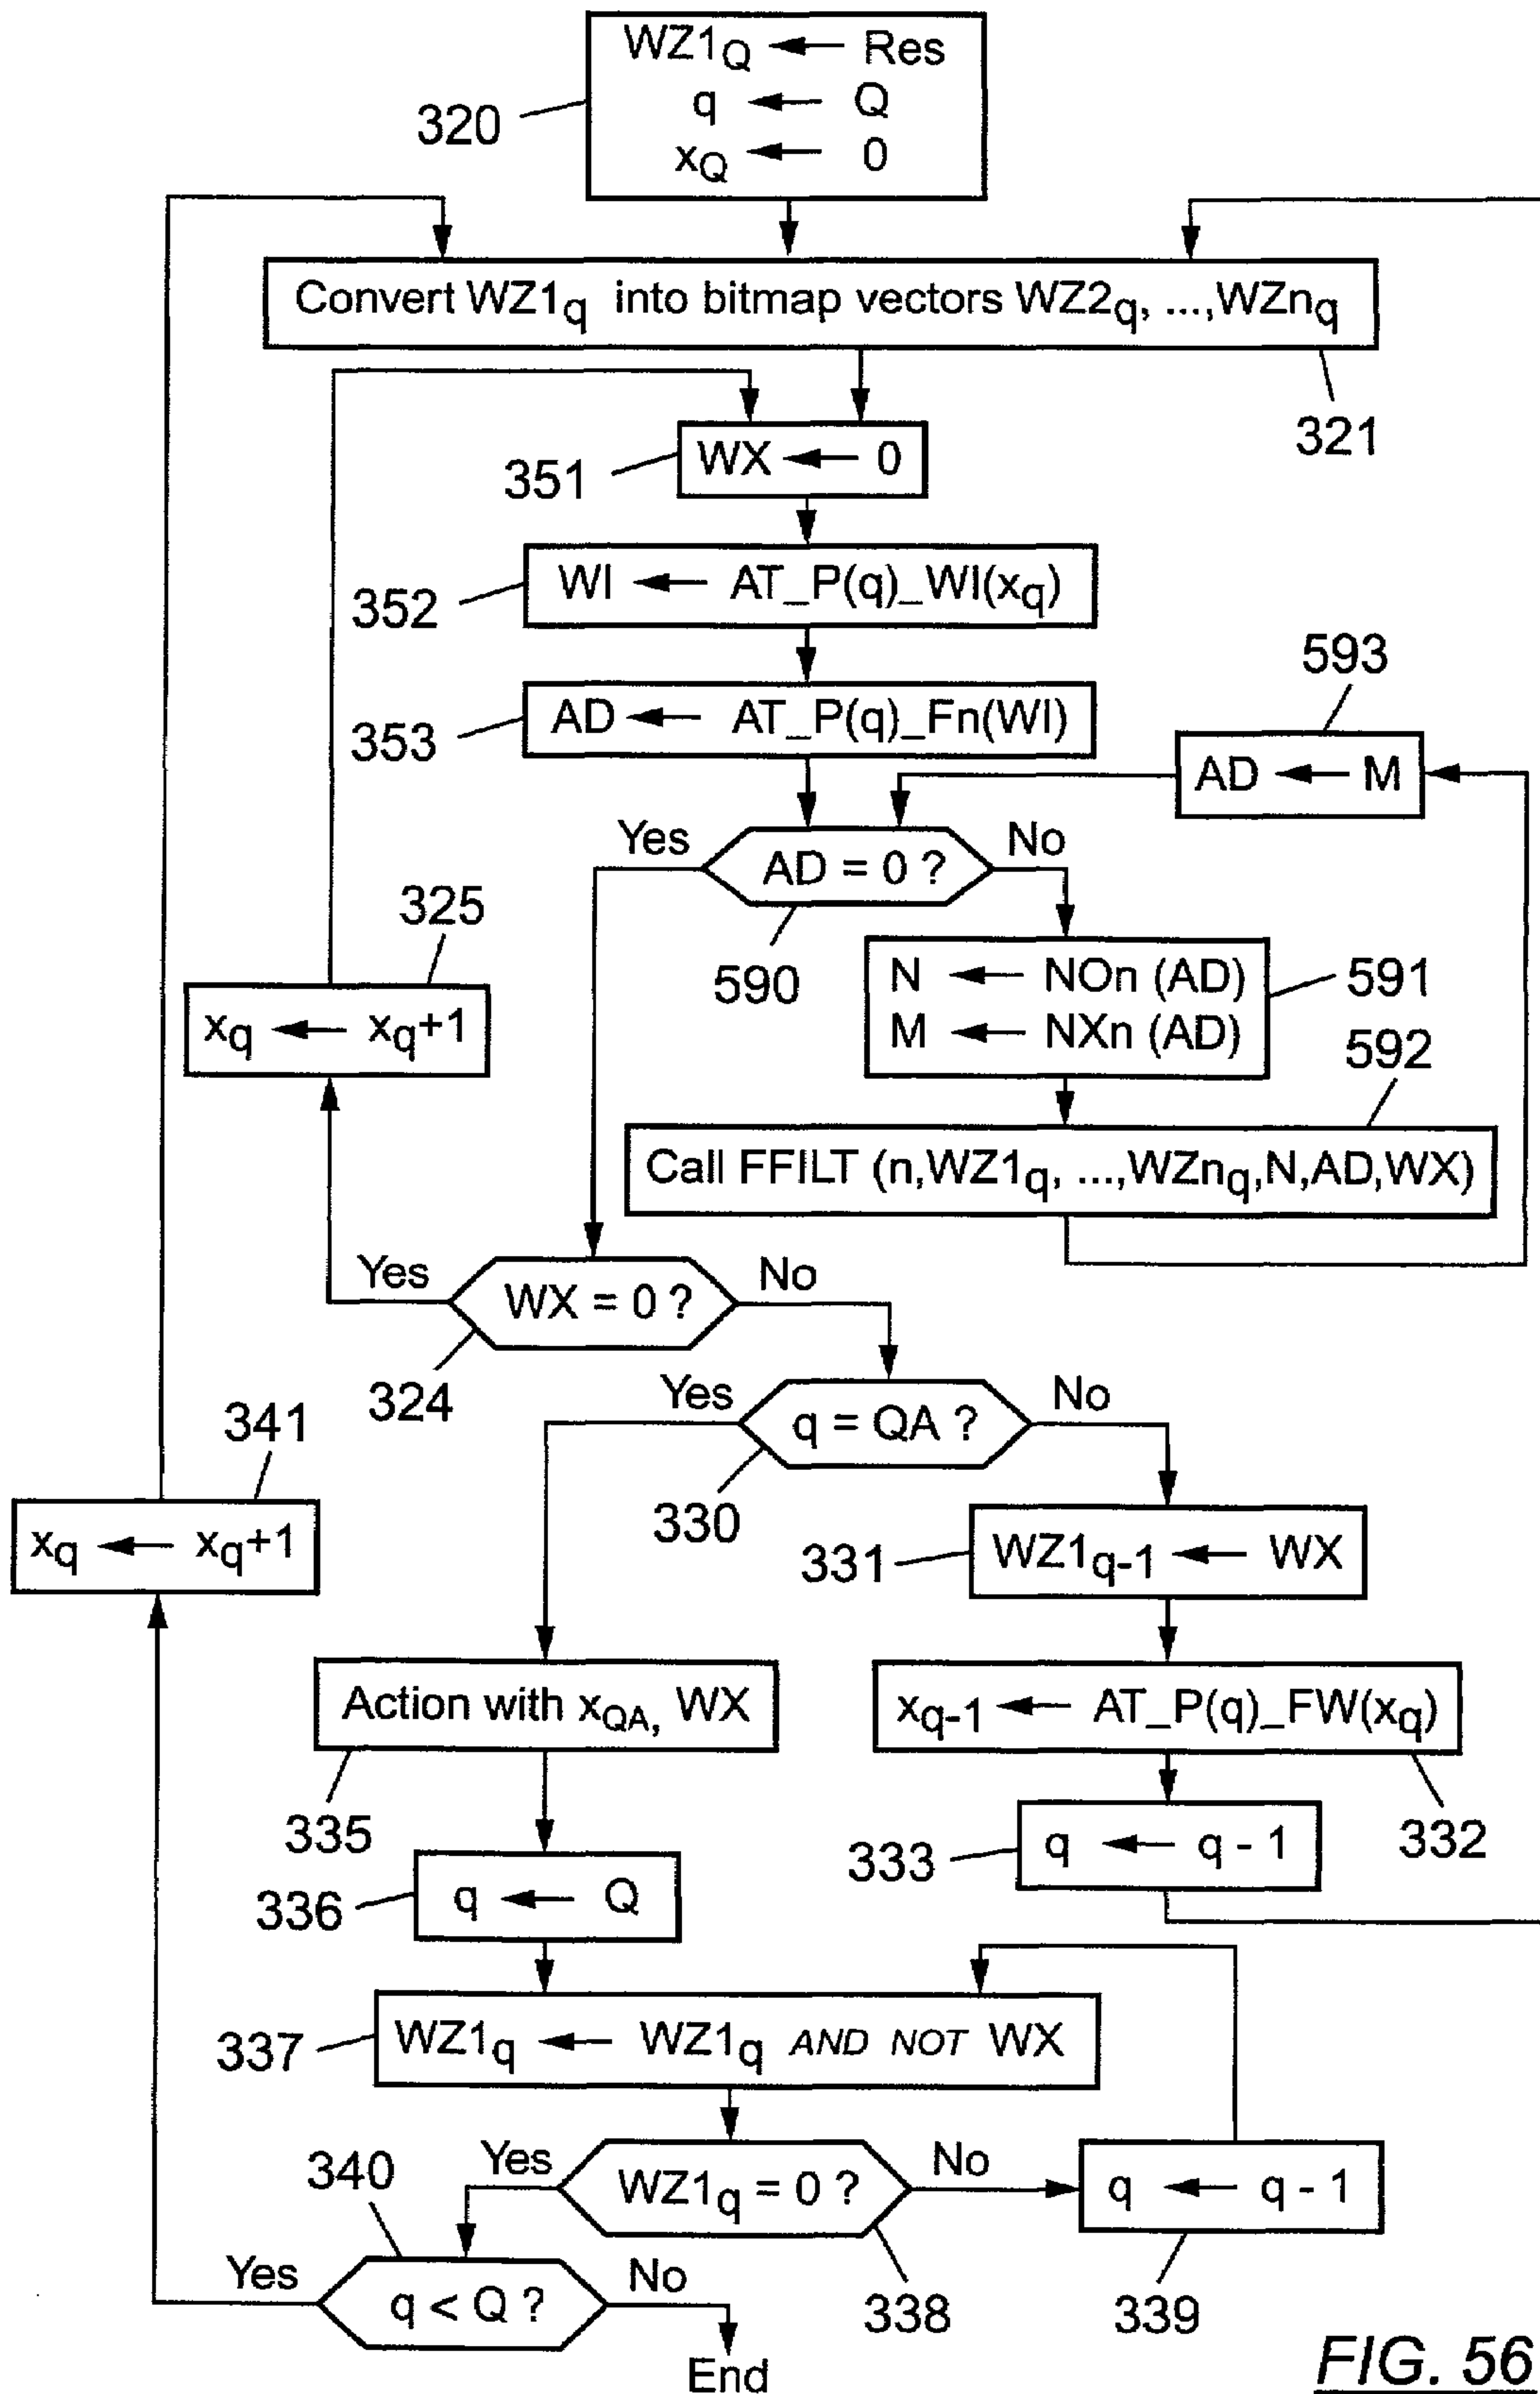 WZ1Q ← Res
q ← Q
xQ ← 0
320
Convert WZ1q into bitmap vectors WZ2q, ...,WZnq
321
WX ← 0
351
WI ← AT_P(q)_WI(xq)
352
AD ← AT_P(q)_Fn(WI)
353
593
AD ← M
Yes
AD = 0 ?
No
590
N ← NOn (AD)
M ← NXn (AD)
591
325
xq ← xq+1
592
Call FFILT (n,WZ1q, ...,WZnq,N,AD,WX)
Yes
WX = 0 ?
No
324
Yes
q = QA ?
No
330
341
xq ← xq+1
331
WZ1q-1 ← WX
Action with xQA, WX
335
xq-1 ← AT_P(q)_FW(xq)
332
333
q ← q - 1
336
q ← Q
337
WZ1q ← WZ1q AND NOT WX
Yes
WZ1q = 0 ?
No
338
q ← q - 1
339
340
Yes
q < Q ?
No
End
FIG. 56